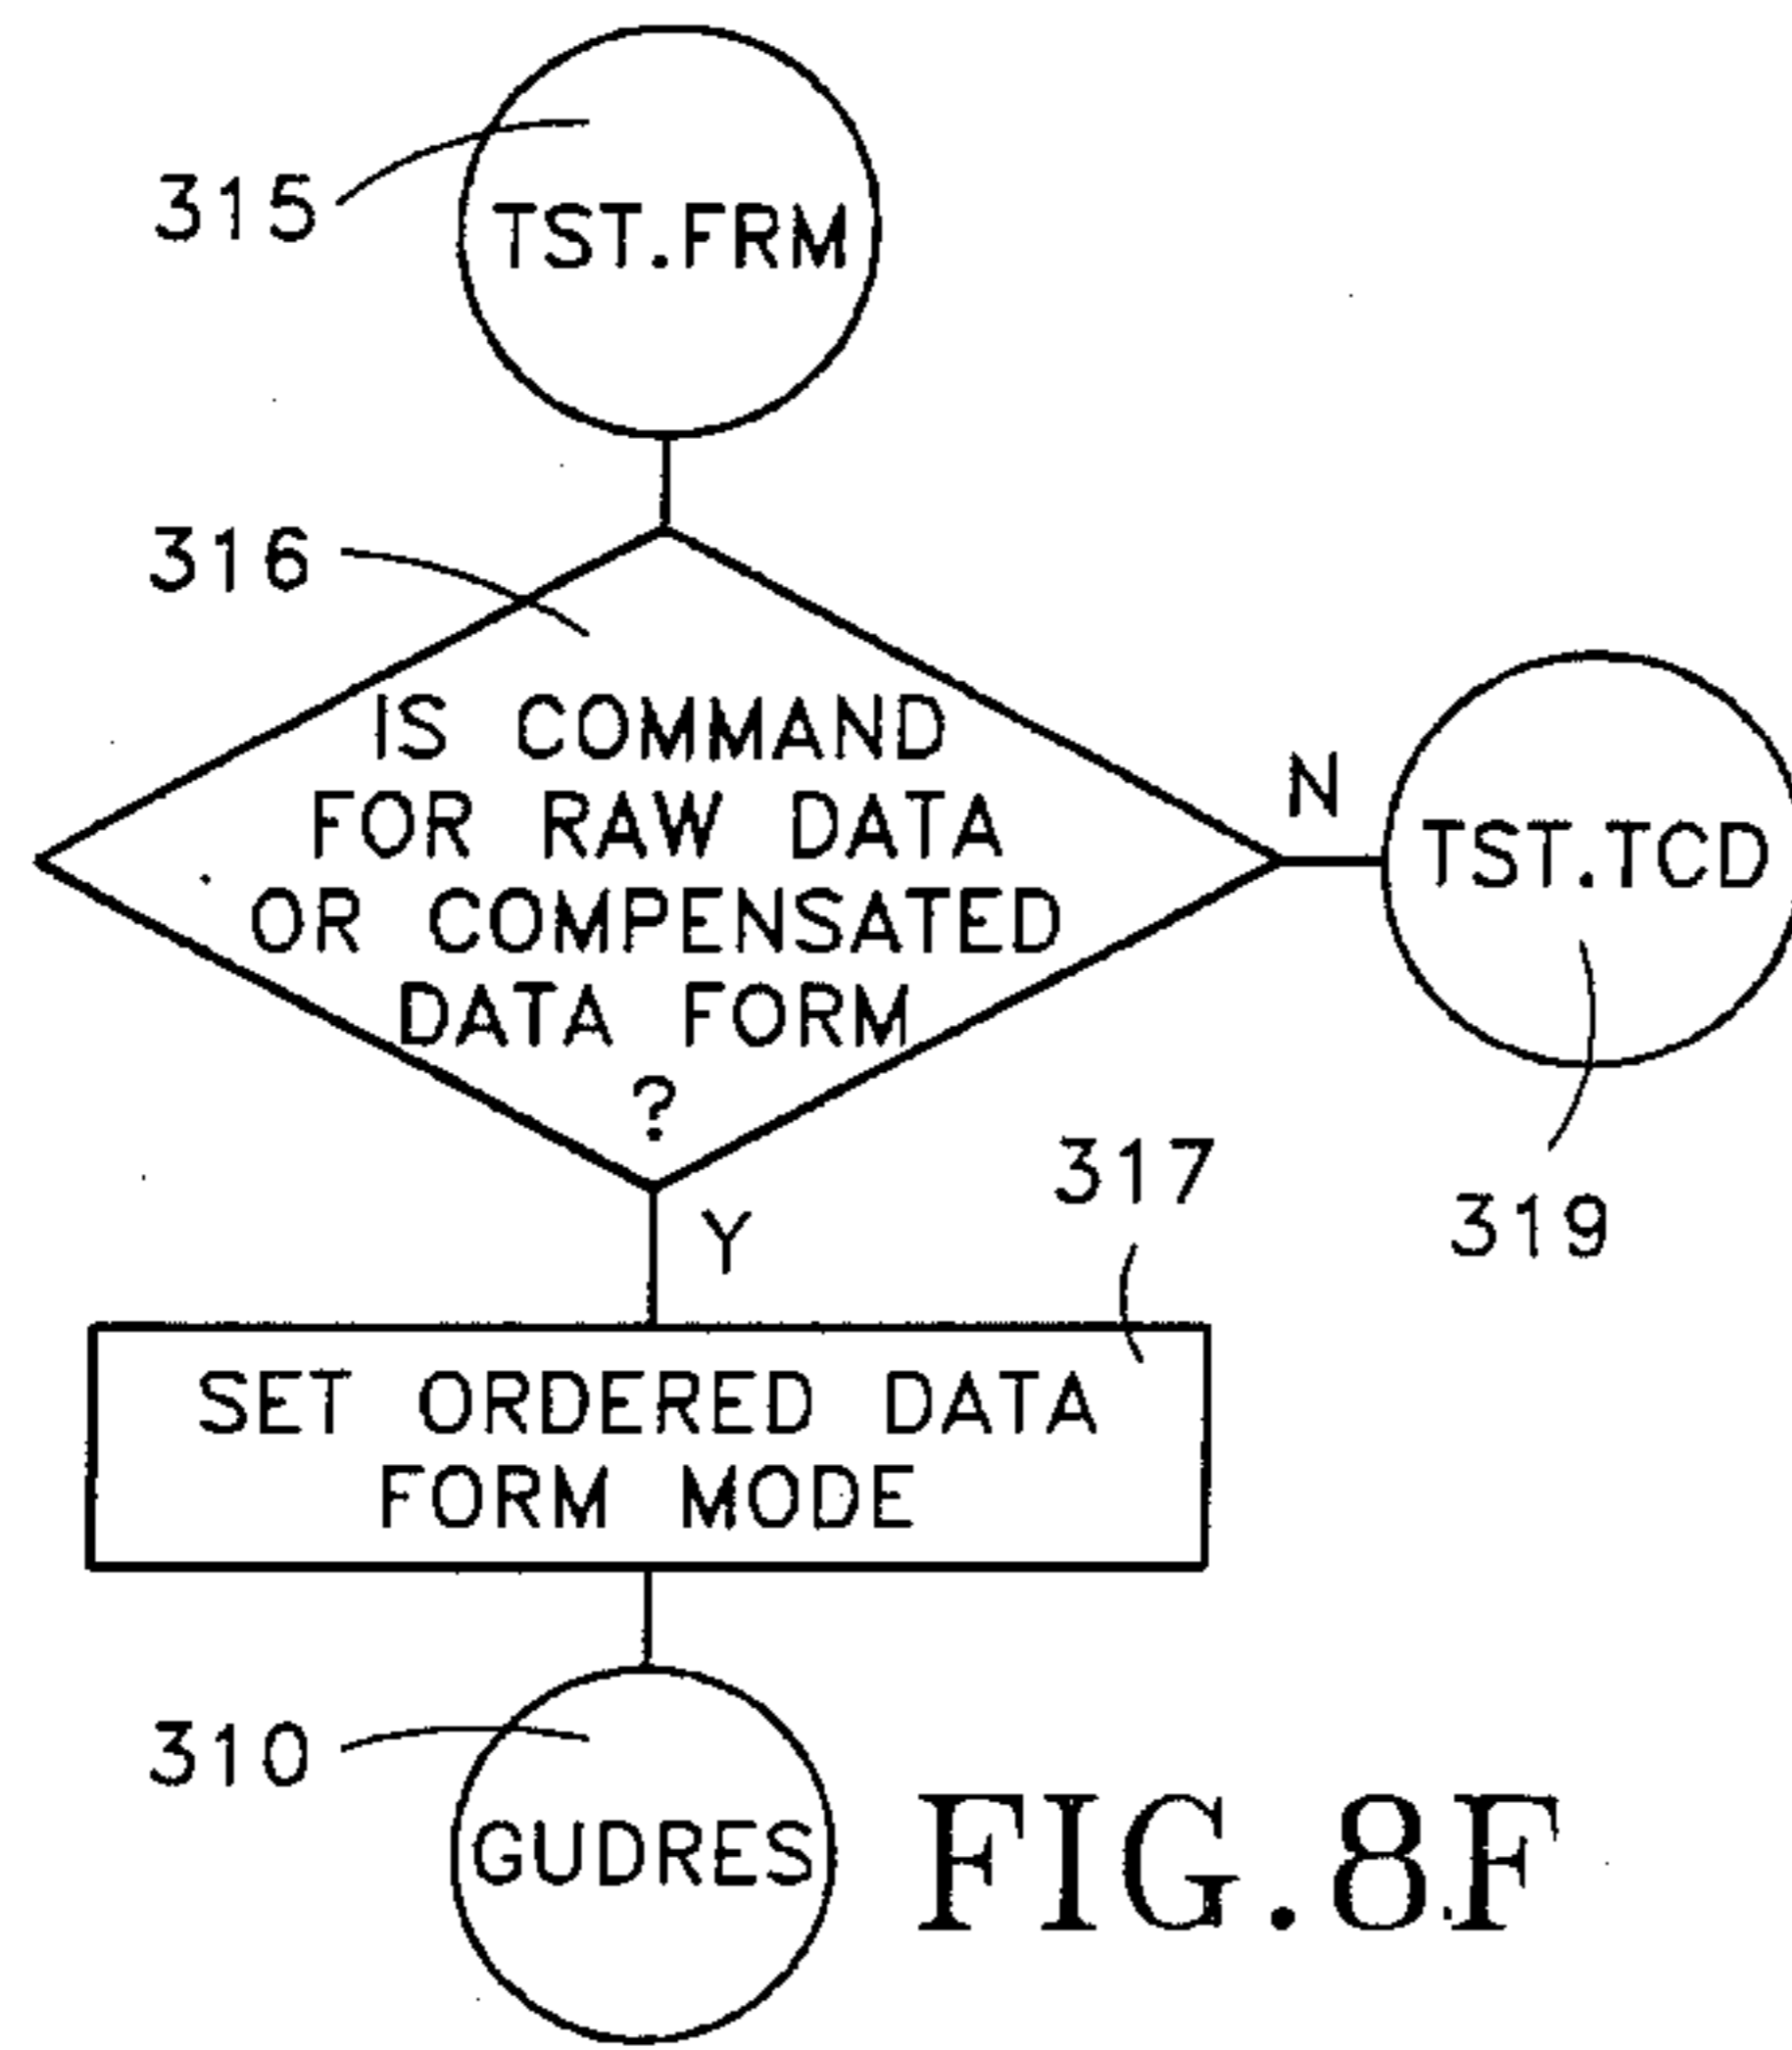 315
TST.FRM
316
IS COMMAND
FOR RAW DATA
OR COMPENSATED
DATA FORM
?
N
TST.TCD
319
Y
317
SET ORDERED DATA
FORM MODE
310
GUDRES
FIG.8F